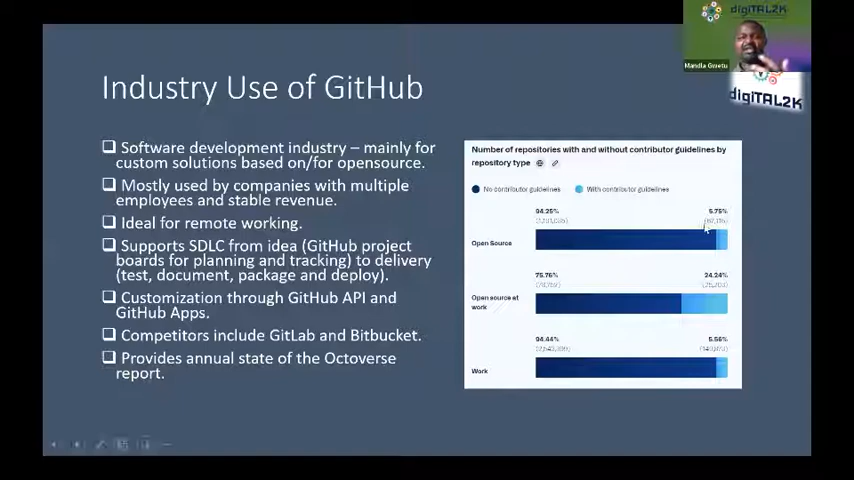 digiTAL2K
Mandla Gwetu
digiTAL2K
Industry Use of GitHub
Software development industry – mainly for
custom solutions based on/for opensource.
Mostly used by companies with multiple
employees and stable revenue.
Ideal for remote working.
Supports SDLC from idea (GitHub project
boards for planning and tracking) to delivery
(test, document, package and deploy).
Customization through GitHub API and
GitHub Apps.
Competitors include GitLab and Bitbucket.
Provides annual state of the Octoverse
report.
Number of repositories with and without contributor guidelines by
repository type
No contributor guidelines
With contributor guidelines
94.25%
5.75%
Open Source
75.76%
24.24%
Open source at
work
94.44%
5.56%
Work